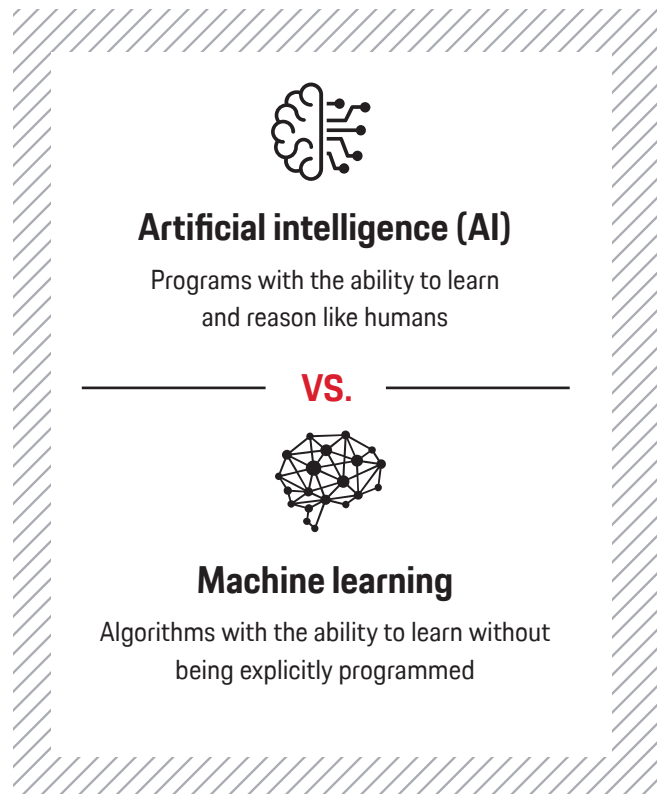 Artificial intelligence (AI)
Programs with the ability to learn
and reason like humans
VS.
Machine learning
Algorithms with the ability to learn without
being explicitly programmed